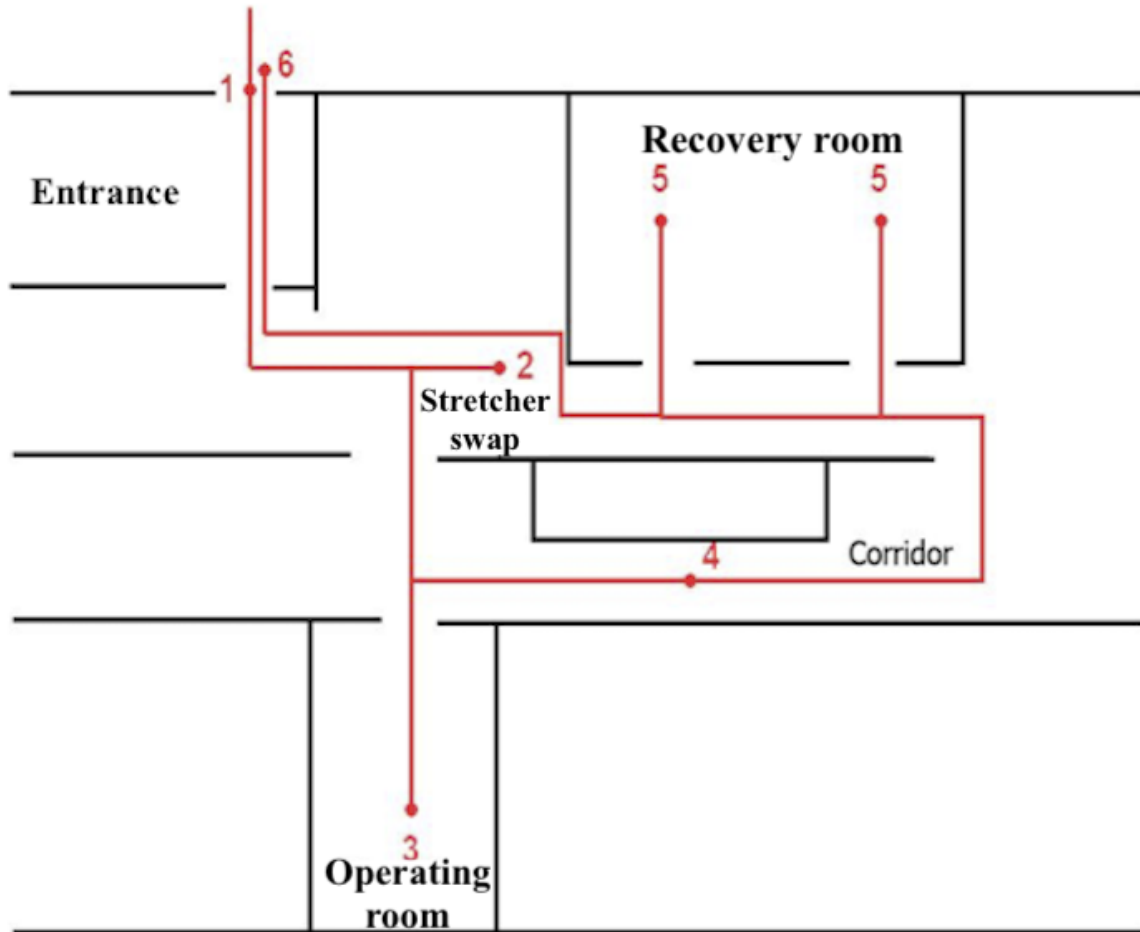 6
1
Recovery room
5 5
Entrance
2
Stretcher
swap
4
Corridor
3
Operating
room